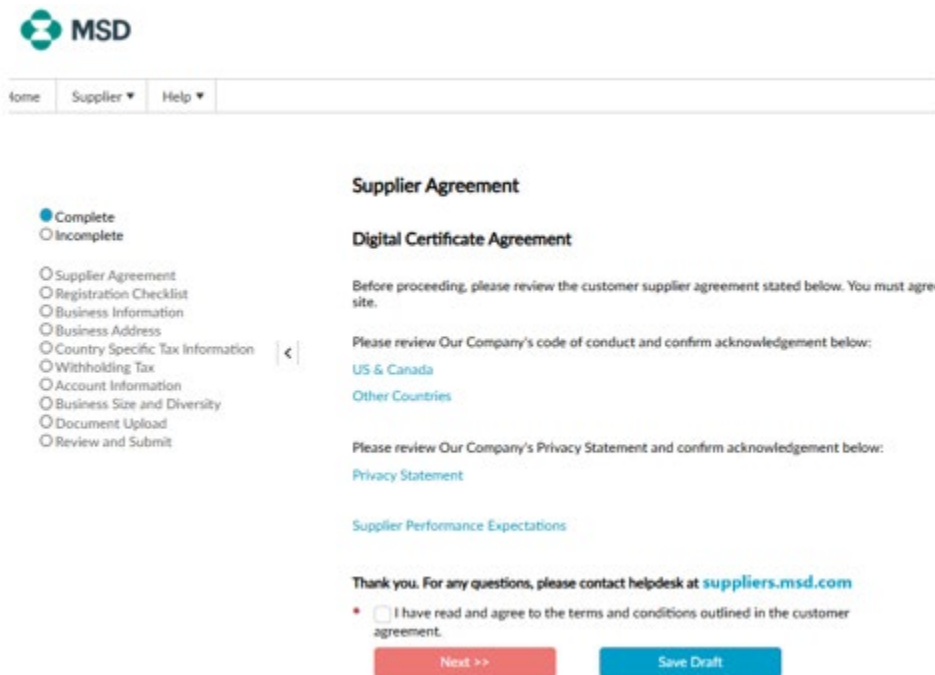 MSD
Home
Supplier ▼
Help ▼
Complete
Incomplete
Supplier Agreement
Registration Checklist
Business Information
Business Address
Country Specific Tax Information
Withholding Tax
Account Information
Business Size and Diversity
Document Upload
Review and Submit
<
Supplier Agreement
Digital Certificate Agreement
Before proceeding, please review the customer supplier agreement stated below. You must agree
site.
Please review Our Company's code of conduct and confirm acknowledgement below:
US & Canada
Other Countries
Please review Our Company's Privacy Statement and confirm acknowledgement below:
Privacy Statement
Supplier Performance Expectations
Thank you. For any questions, please contact helpdesk at suppliers.msd.com
* I have read and agree to the terms and conditions outlined in the customer
agreement.
Next >>
Save Draft